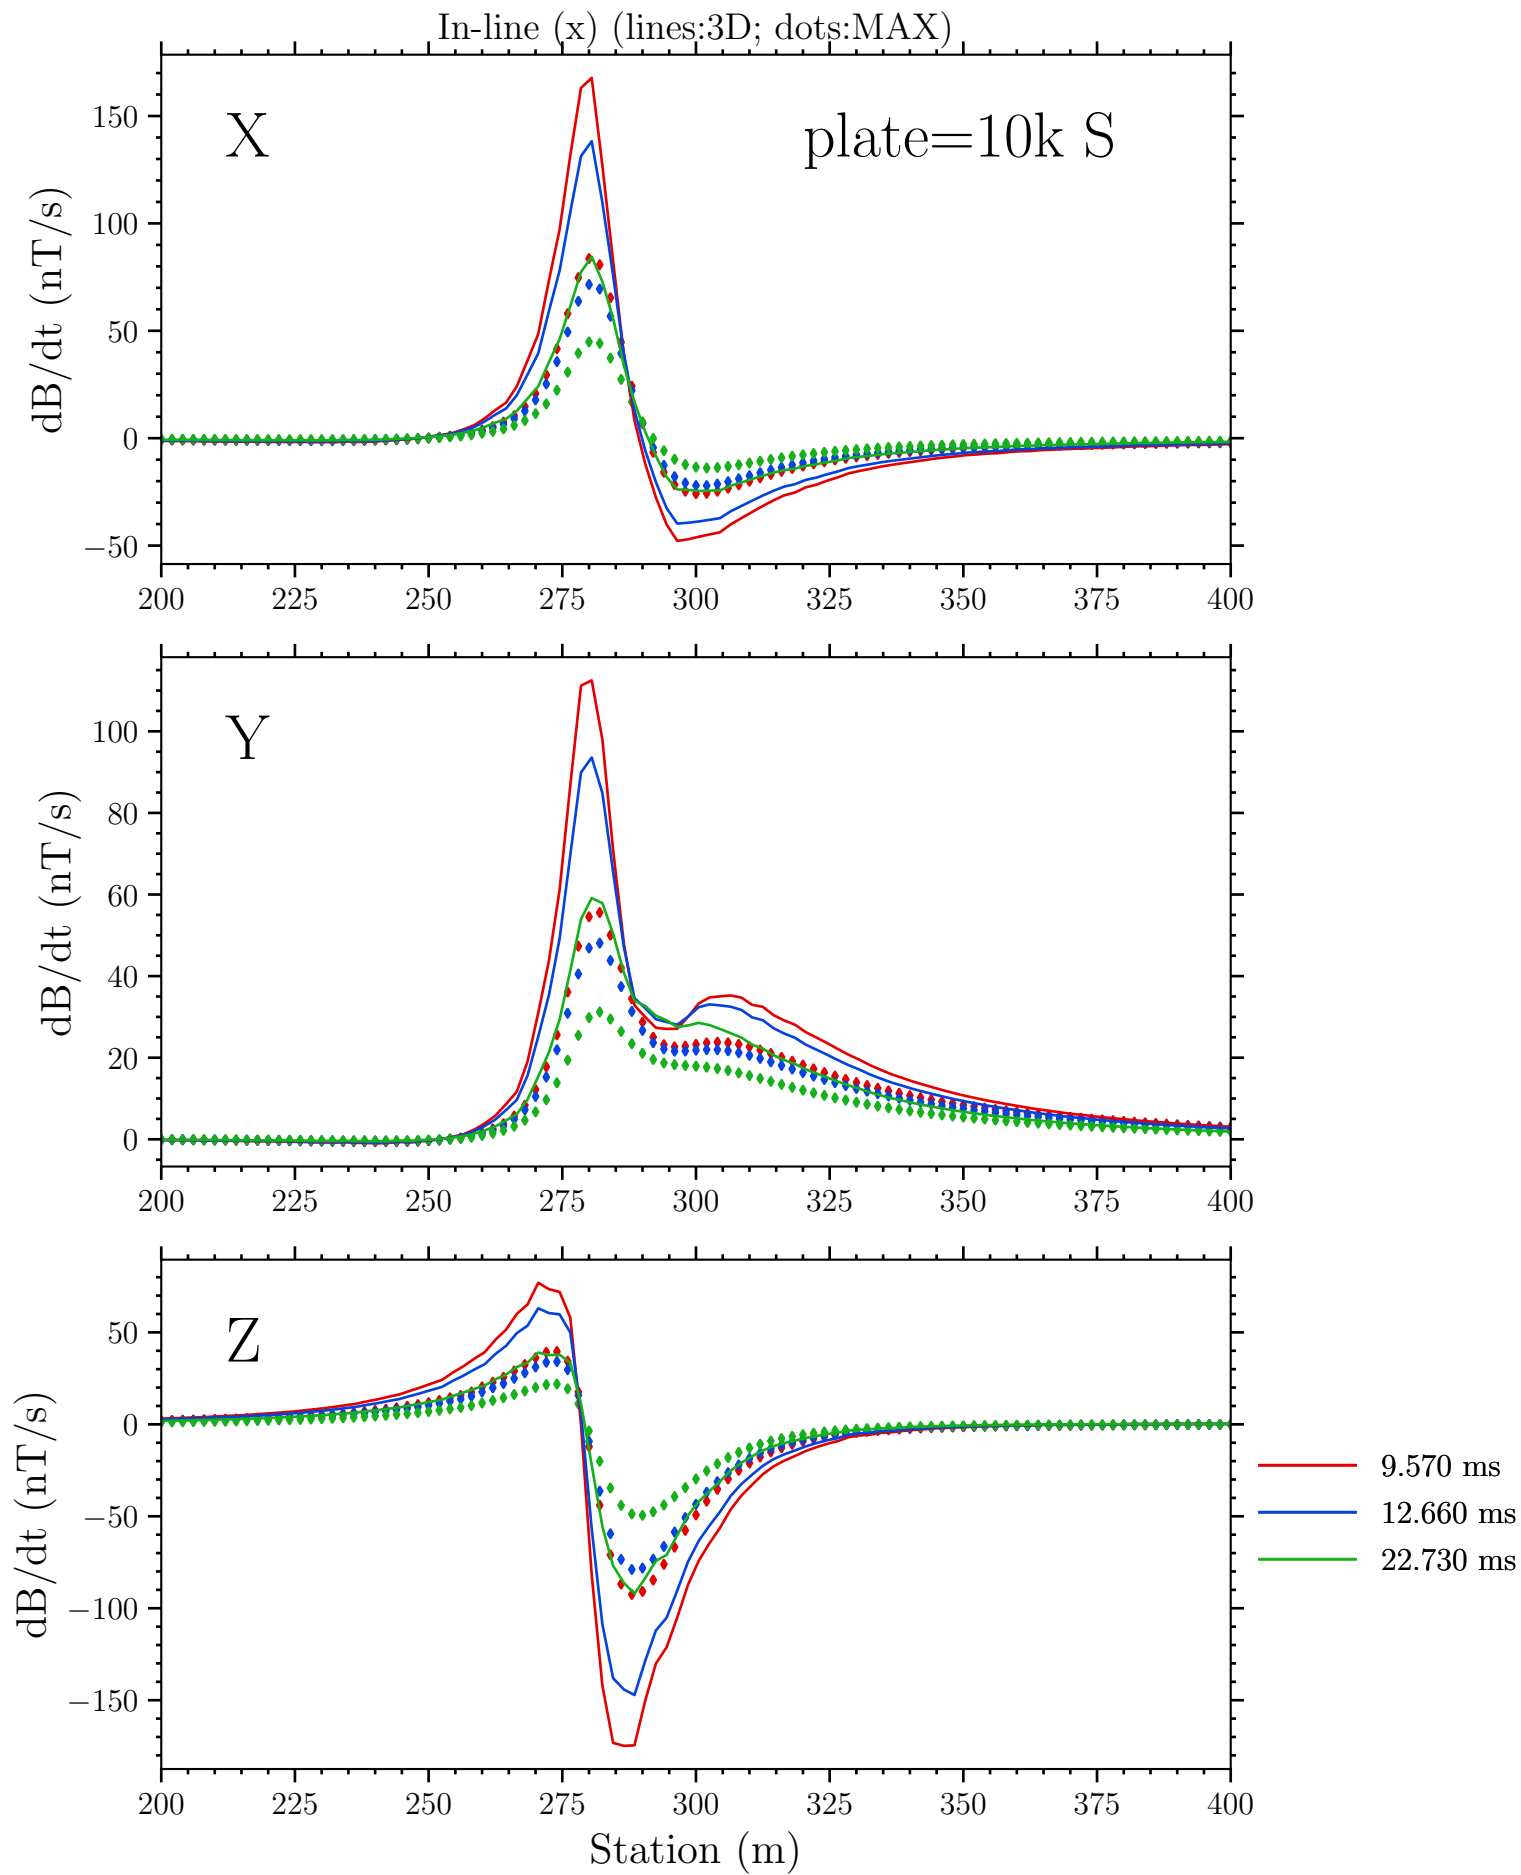 In-line (x) (lines:3D; dots:MAX)
X
plate=10k S
dB/dt (nT/s)
150
100
50
0
−50
200 225 250 275 300 325 350 375 400
Y
dB/dt (nT/s)
100
80
60
40
20
0
200 225 250 275 300 325 350 375 400
Z
dB/dt (nT/s)
50
0
−50
−100
−150
200 225 250 275 300 325 350 375 400
Station (m)
9.570 ms
12.660 ms
22.730 ms